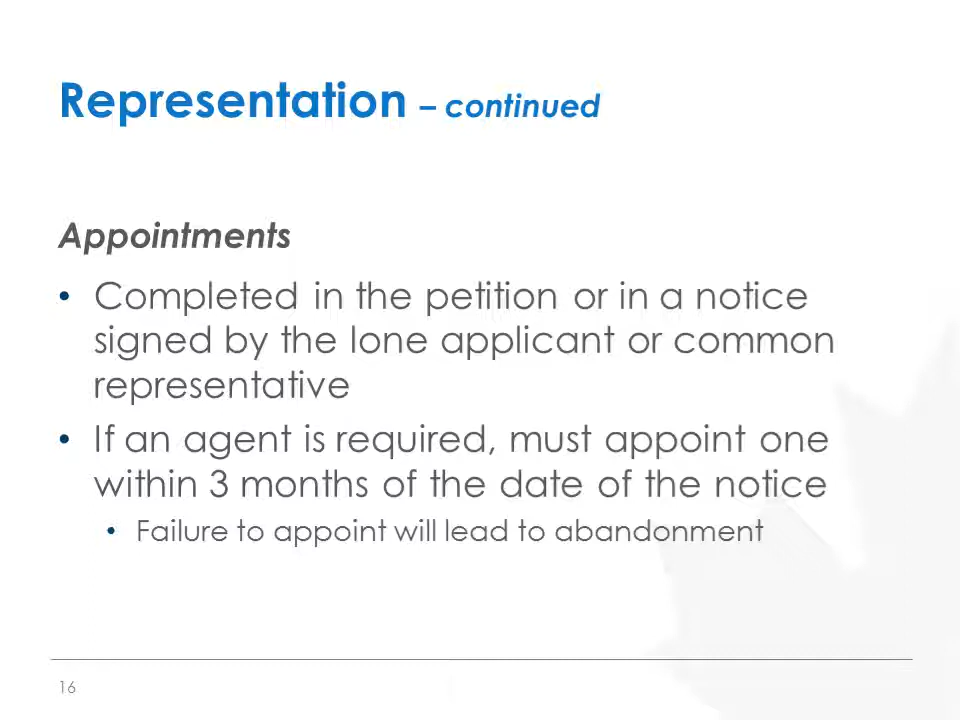 Representation – continued
Appointments
• Completed in the petition or in a notice
signed by the lone applicant or common
representative
• If an agent is required, must appoint one
within 3 months of the date of the notice
• Failure to appoint will lead to abandonment
16